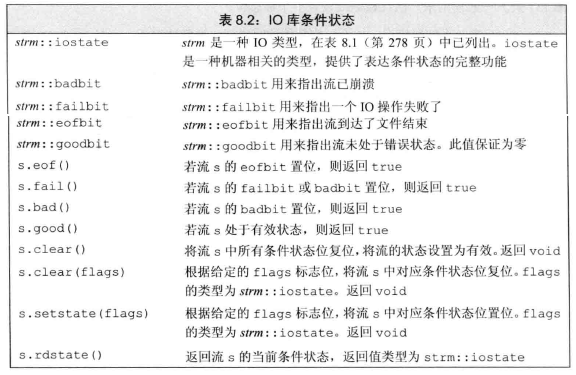 表 8.2：IO 库条件状态
strm::iostate strm 是一种 IO 类型，在表 8.1（第 278 页）中已列出。iostate
是一种机器相关的类型，提供了表达条件状态的完整功能
strm::badbit strm::badbit 用来指出流已崩溃
strm::failbit strm::failbit 用来指出一个 IO 操作失败了
strm::eofbit strm::eofbit 用来指出流到达了文件结束
strm::goodbit strm::goodbit 用来指出流未处于错误状态。此值保证为零
s.eof() 若流 s 的 eofbit 置位，则返回 true
s.fail() 若流 s 的 failbit 或 badbit 置位，则返回 true
s.bad() 若流 s 的 badbit 置位，则返回 true
s.good() 若流 s 处于有效状态，则返回 true
s.clear() 将流 s 中所有条件状态位复位，将流的状态设置为有效。返回 void
s.clear(flags) 根据给定的 flags 标志位，将流 s 中对应条件状态位复位。flags
的类型为 strm::iostate。返回 void
s.setstate(flags) 根据给定的 flags 标志位，将流 s 中对应条件状态位置位。flags
的类型为 strm::iostate。返回 void
s.rdstate() 返回流 s 的当前条件状态，返回值类型为 strm::iostate